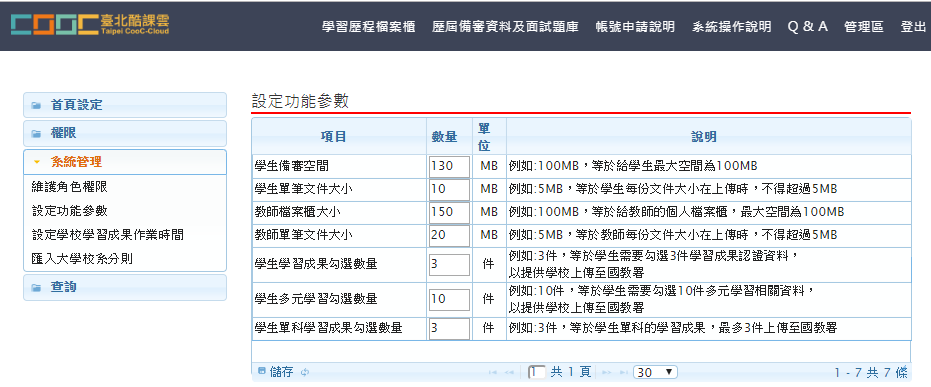 COOC 臺北酷課雲
Taipei CooC-Cloud
學習歷程檔案櫃 歷屆備審資料及面試題庫 帳號申請說明 系統操作說明 Q & A 管理區 登出
首頁設定
權限
系統管理
維護角色權限
設定功能參數
設定學校學習成果作業時間
匯入大學校系分則
查詢
設定功能參數
項目 數量 單位 說明
學生備審空間 130 MB 例如:100MB，等於給學生最大空間為100MB
學生單筆文件大小 10 MB 例如:5MB，等於學生每份文件大小在上傳時，不得超過5MB
教師檔案櫃大小 150 MB 例如:100MB，等於給教師的個人檔案櫃，最大空間為100MB
教師單筆文件大小 20 MB 例如:5MB，等於教師每份文件大小在上傳時，不得超過5MB
學生學習成果勾選數量 3 件 例如:3件，等於學生需要勾選3件學習成果認證資料，
以提供學校上傳至國教署
學生多元學習勾選數量 10 件 例如:10件，等於學生需要勾選10件多元學習相關資料，
以提供學校上傳至國教署
學生單科學習成果勾選數量 3 件 例如:3件，等於學生單科的學習成果，最多3件上傳至國教署
儲存 1 共 1 頁 30 1 - 7 共 7 條